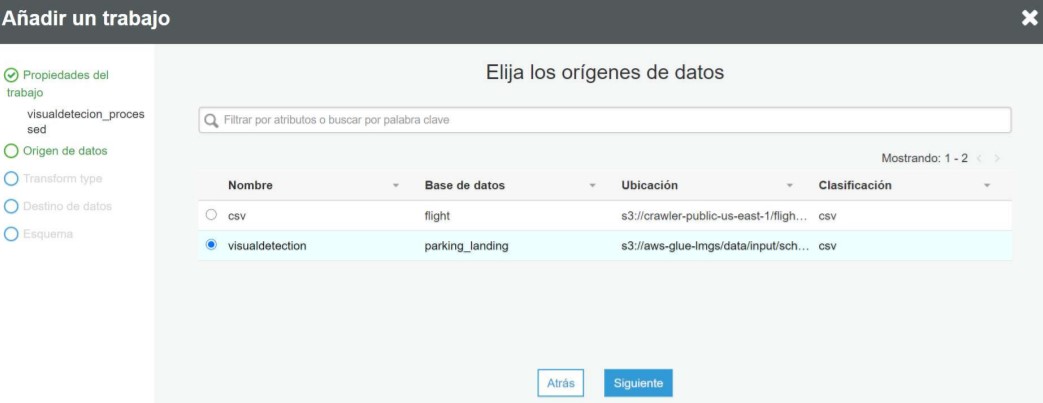 Añadir un trabajo
Propiedades del
trabajo
visualdetecion_proces
sed
Origen de datos
Transform type
Destino de datos
Esquema
Elija los orígenes de datos
Filtrar por atributos o buscar por palabra clave
Mostrando: 1 - 2
Nombre Base de datos Ubicación Clasificación
csv flight s3://crawler-public-us-east-1/fligh... csv
visualdetection parking_landing s3://aws-glue-lmgs/data/input/sch... csv
Atrás Siguiente